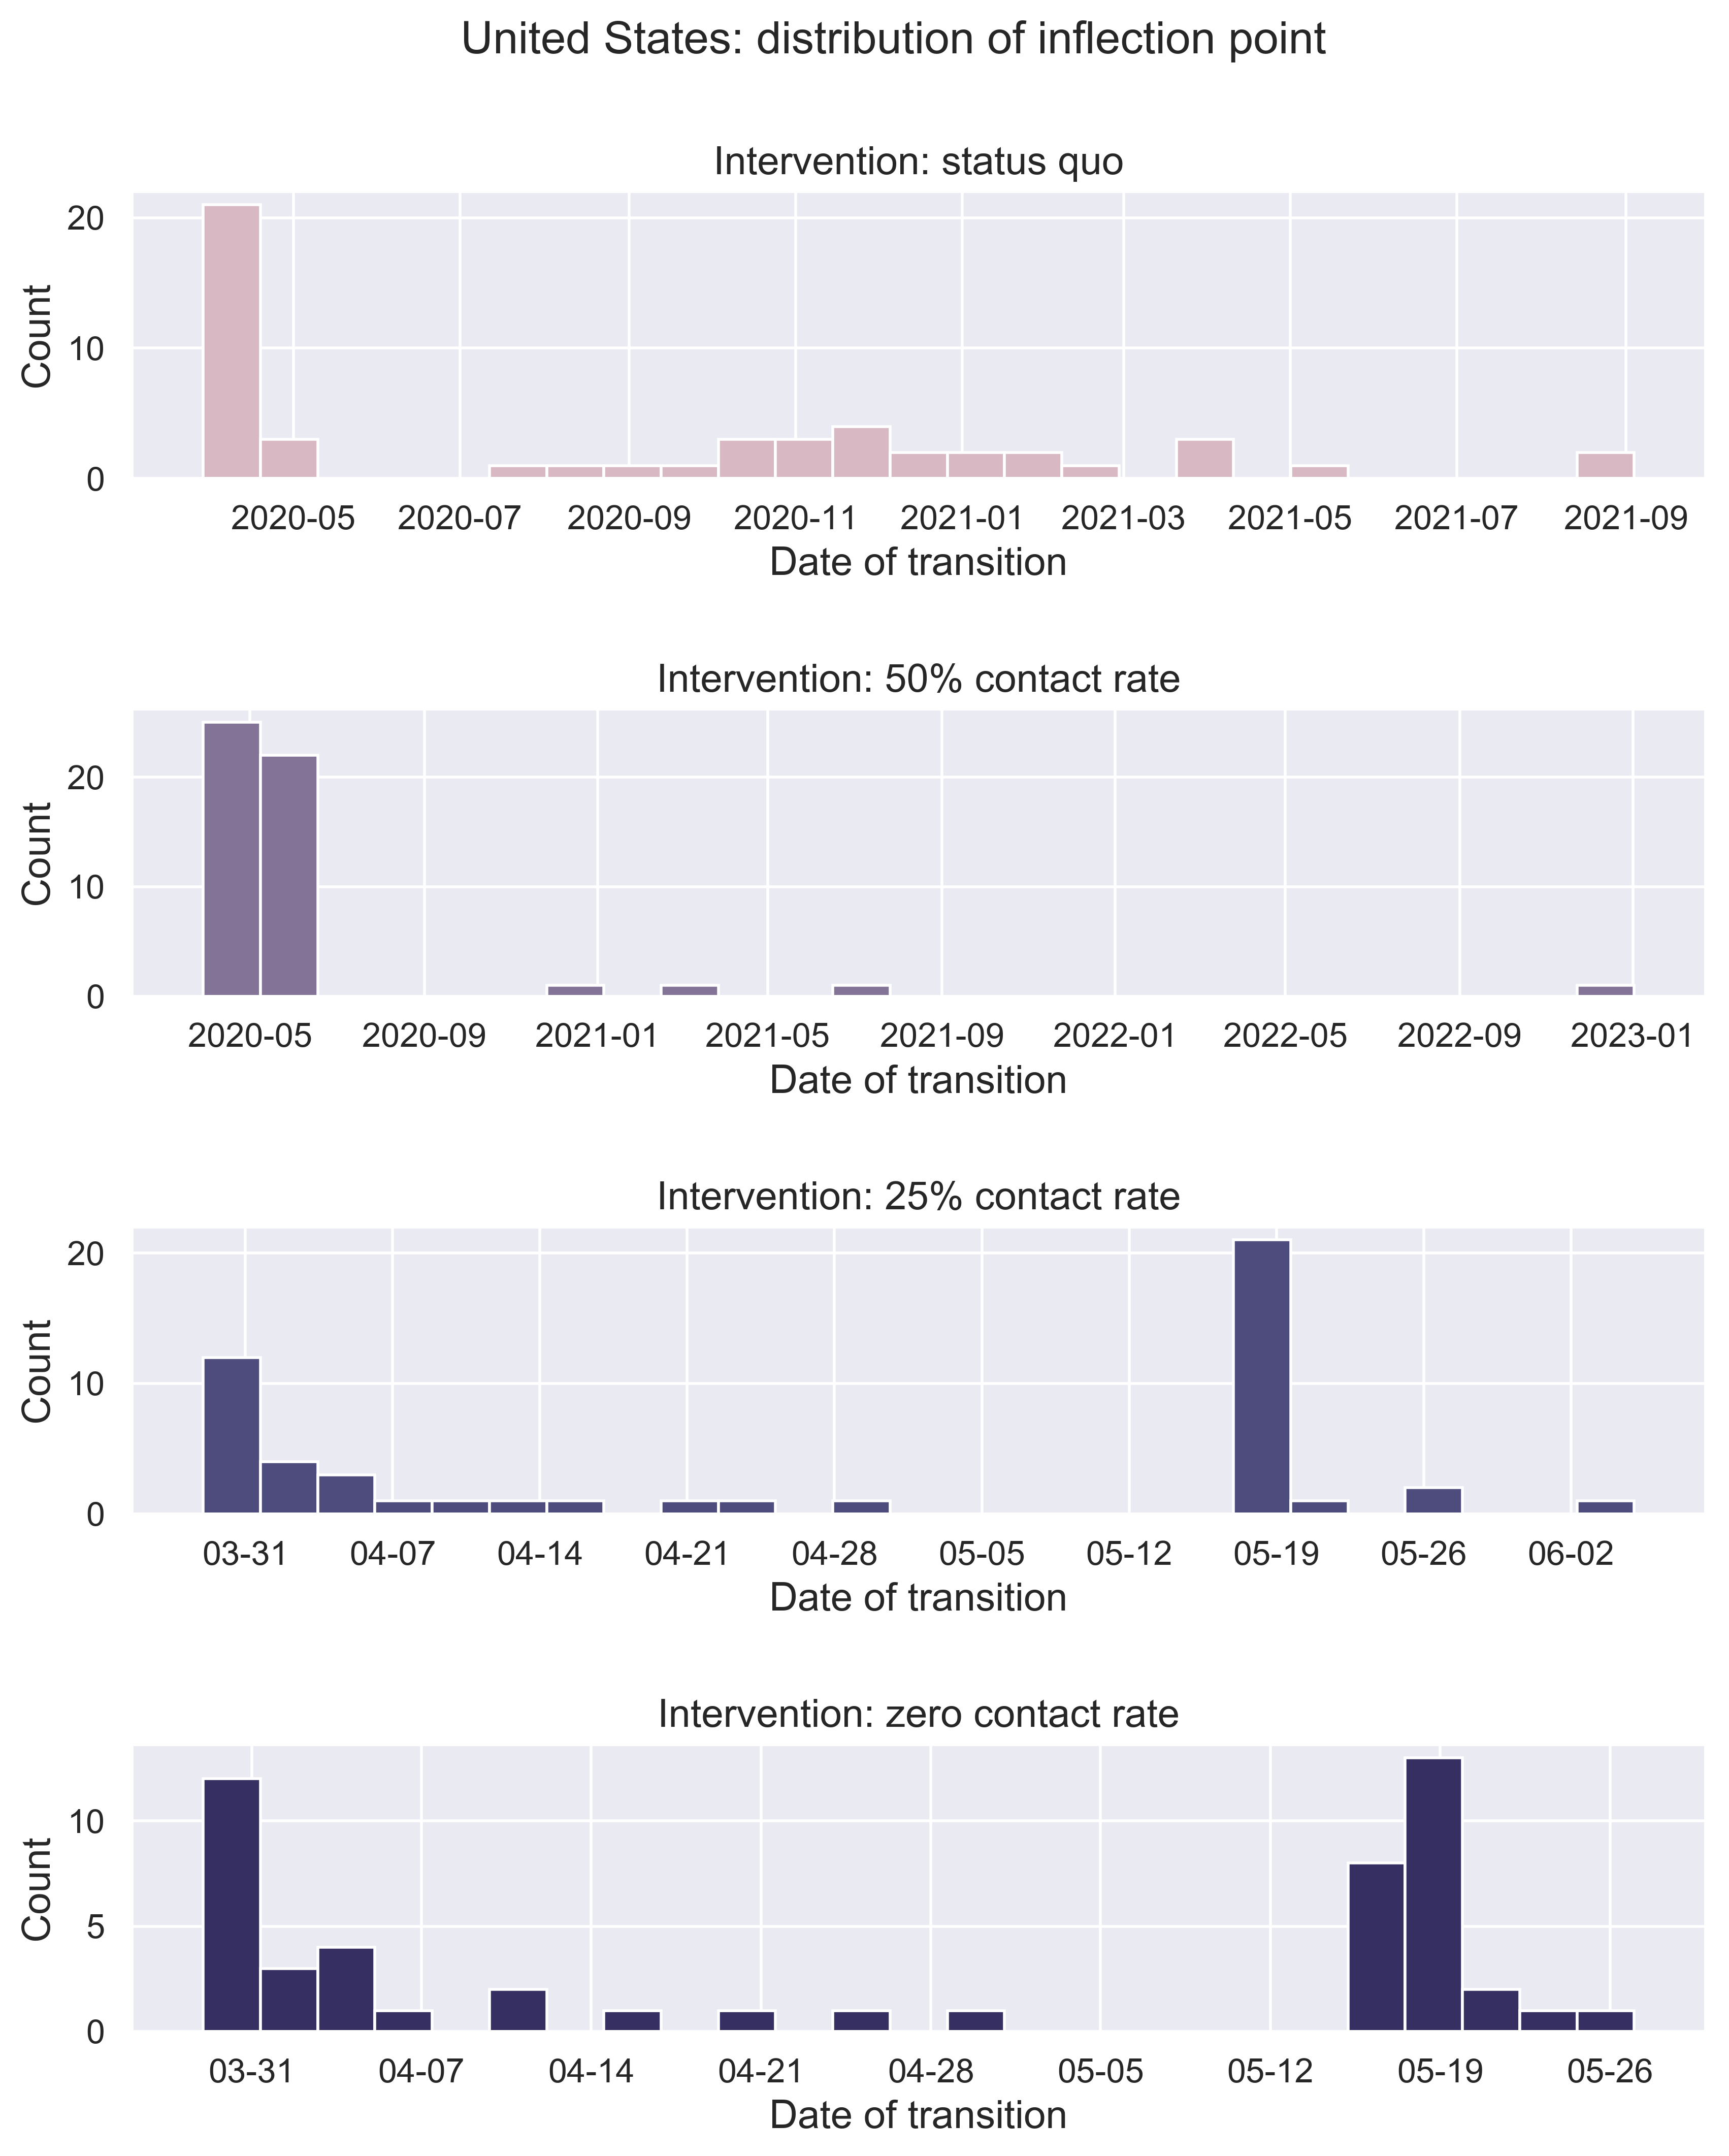 United States: distribution of inflection point
Intervention: status quo
20
10
0
Count
2020-05 2020-07 2020-09 2020-11 2021-01 2021-03 2021-05 2021-07 2021-09
Date of transition
Intervention: 50% contact rate
20
10
0
Count
2020-05 2020-09 2021-01 2021-05 2021-09 2022-01 2022-05 2022-09 2023-01
Date of transition
Intervention: 25% contact rate
20
10
0
Count
03-31 04-07 04-14 04-21 04-28 05-05 05-12 05-19 05-26 06-02
Date of transition
Intervention: zero contact rate
10
5
0
Count
03-31 04-07 04-14 04-21 04-28 05-05 05-12 05-19 05-26
Date of transition